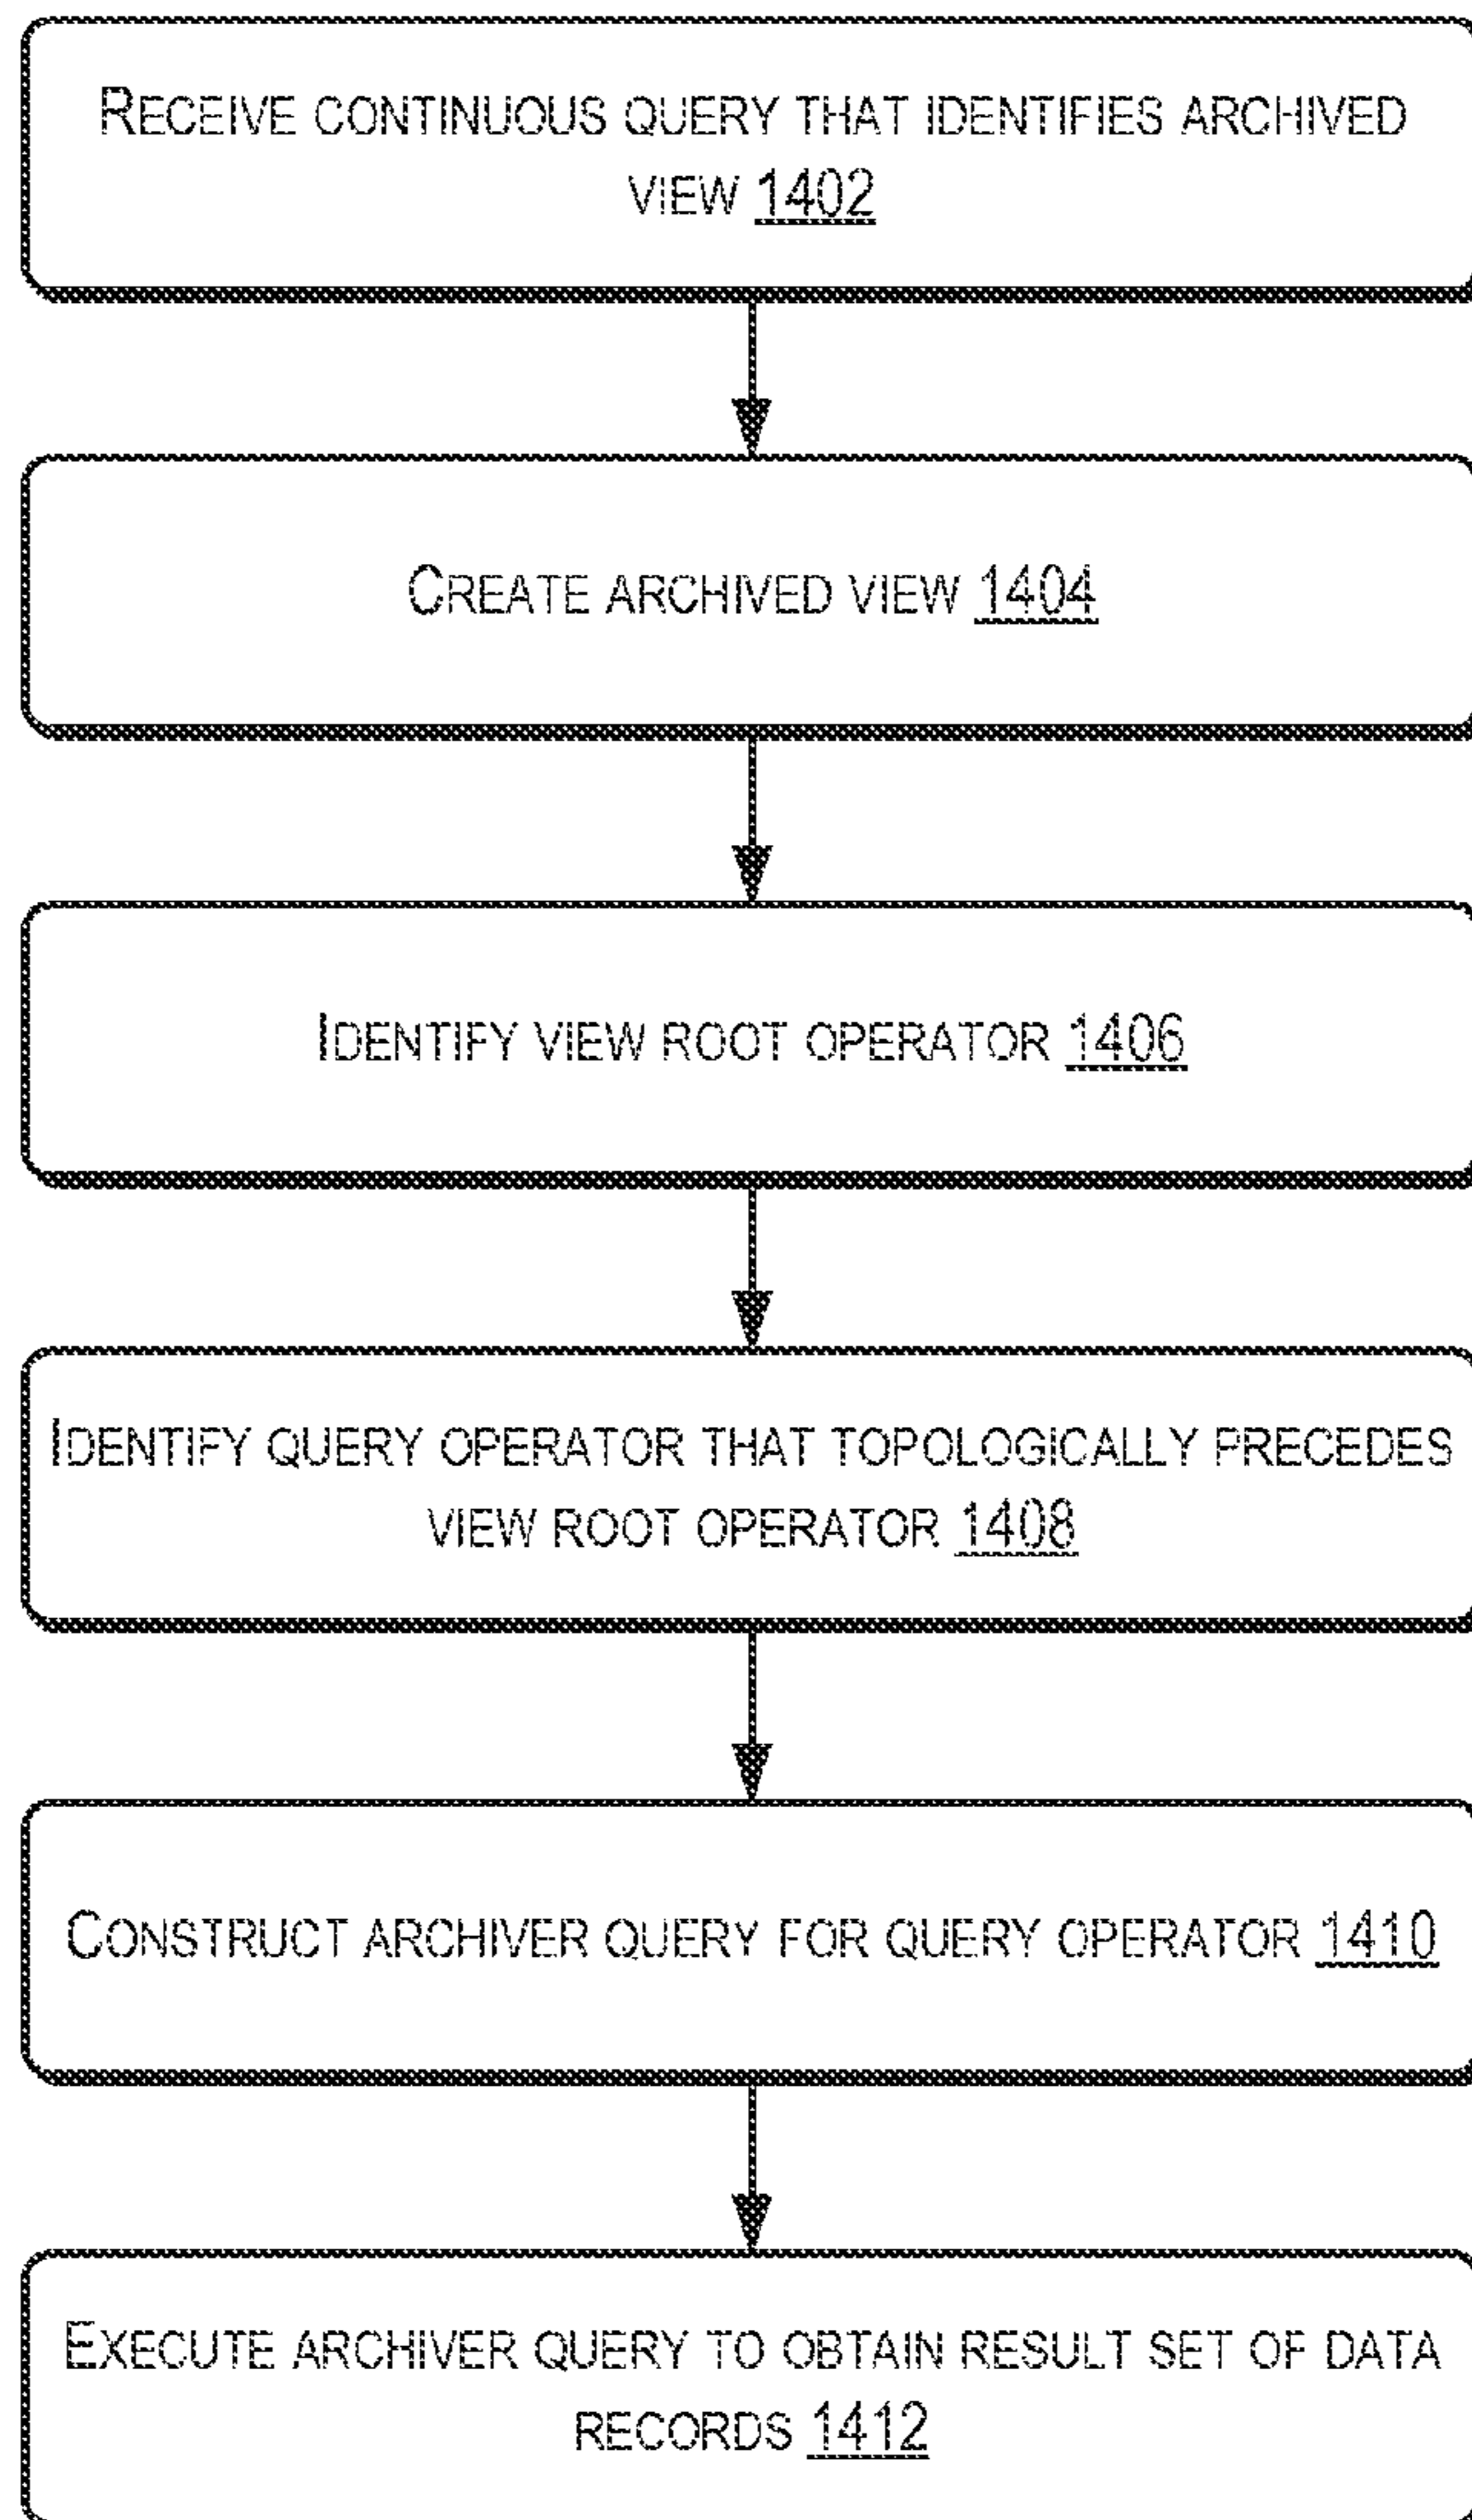 RECEIVE CONTINUOUS QUERY THAT IDENTIFIES ARCHIVED
VIEW 1402
CREATE ARCHIVED VIEW 1404
IDENTIFY VIEW ROOT OPERATOR 1406
IDENTIFY QUERY OPERATOR THAT TOPOLOGICALLY PRECEDES
VIEW ROOT OPERATOR 1408
CONSTRUCT ARCHIVER QUERY FOR QUERY OPERATOR 1410
EXECUTE ARCHIVER QUERY TO OBTAIN RESULT SET OF DATA
RECORDS 1412